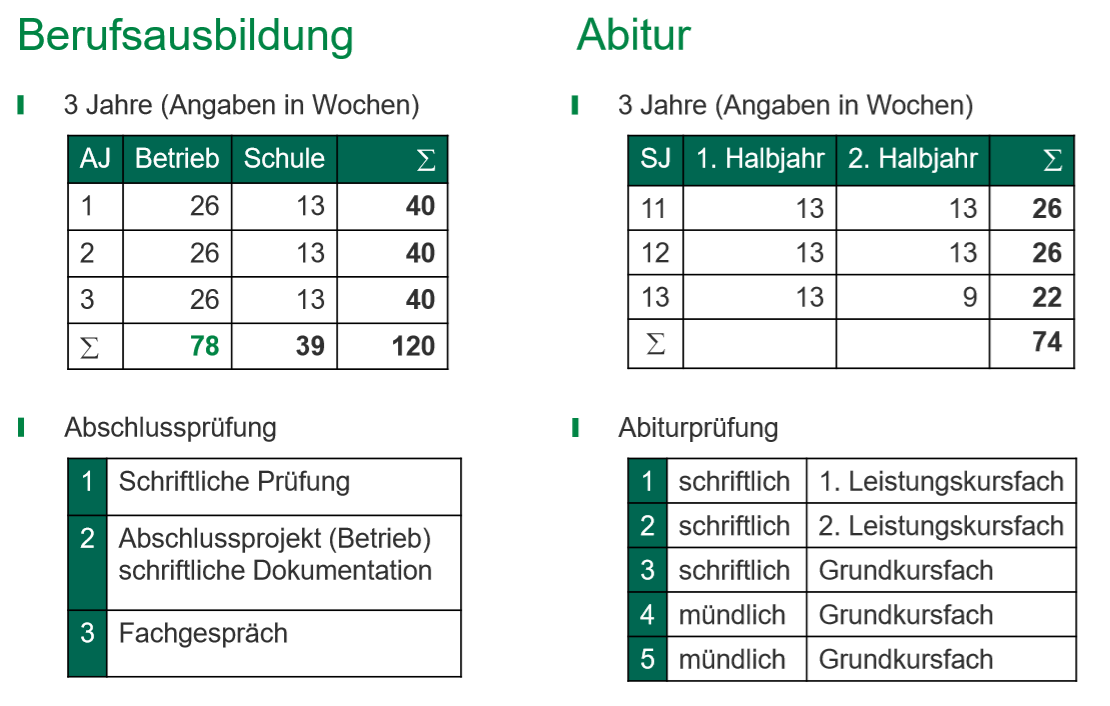 Berufsausbildung
3 Jahre (Angaben in Wochen)
AJ Betrieb Schule Σ
1 26 13 40
2 26 13 40
3 26 13 40
Σ 78 39 120
Abschlussprüfung
1 Schriftliche Prüfung
2 Abschlussprojekt (Betrieb)
schriftliche Dokumentation
3 Fachgespräch
Abitur
3 Jahre (Angaben in Wochen)
SJ 1. Halbjahr 2. Halbjahr Σ
11 13 13 26
12 13 13 26
13 13 9 22
Σ 74
Abiturprüfung
1 schriftlich 1. Leistungskursfach
2 schriftlich 2. Leistungskursfach
3 schriftlich Grundkursfach
4 mündlich Grundkursfach
5 mündlich Grundkursfach